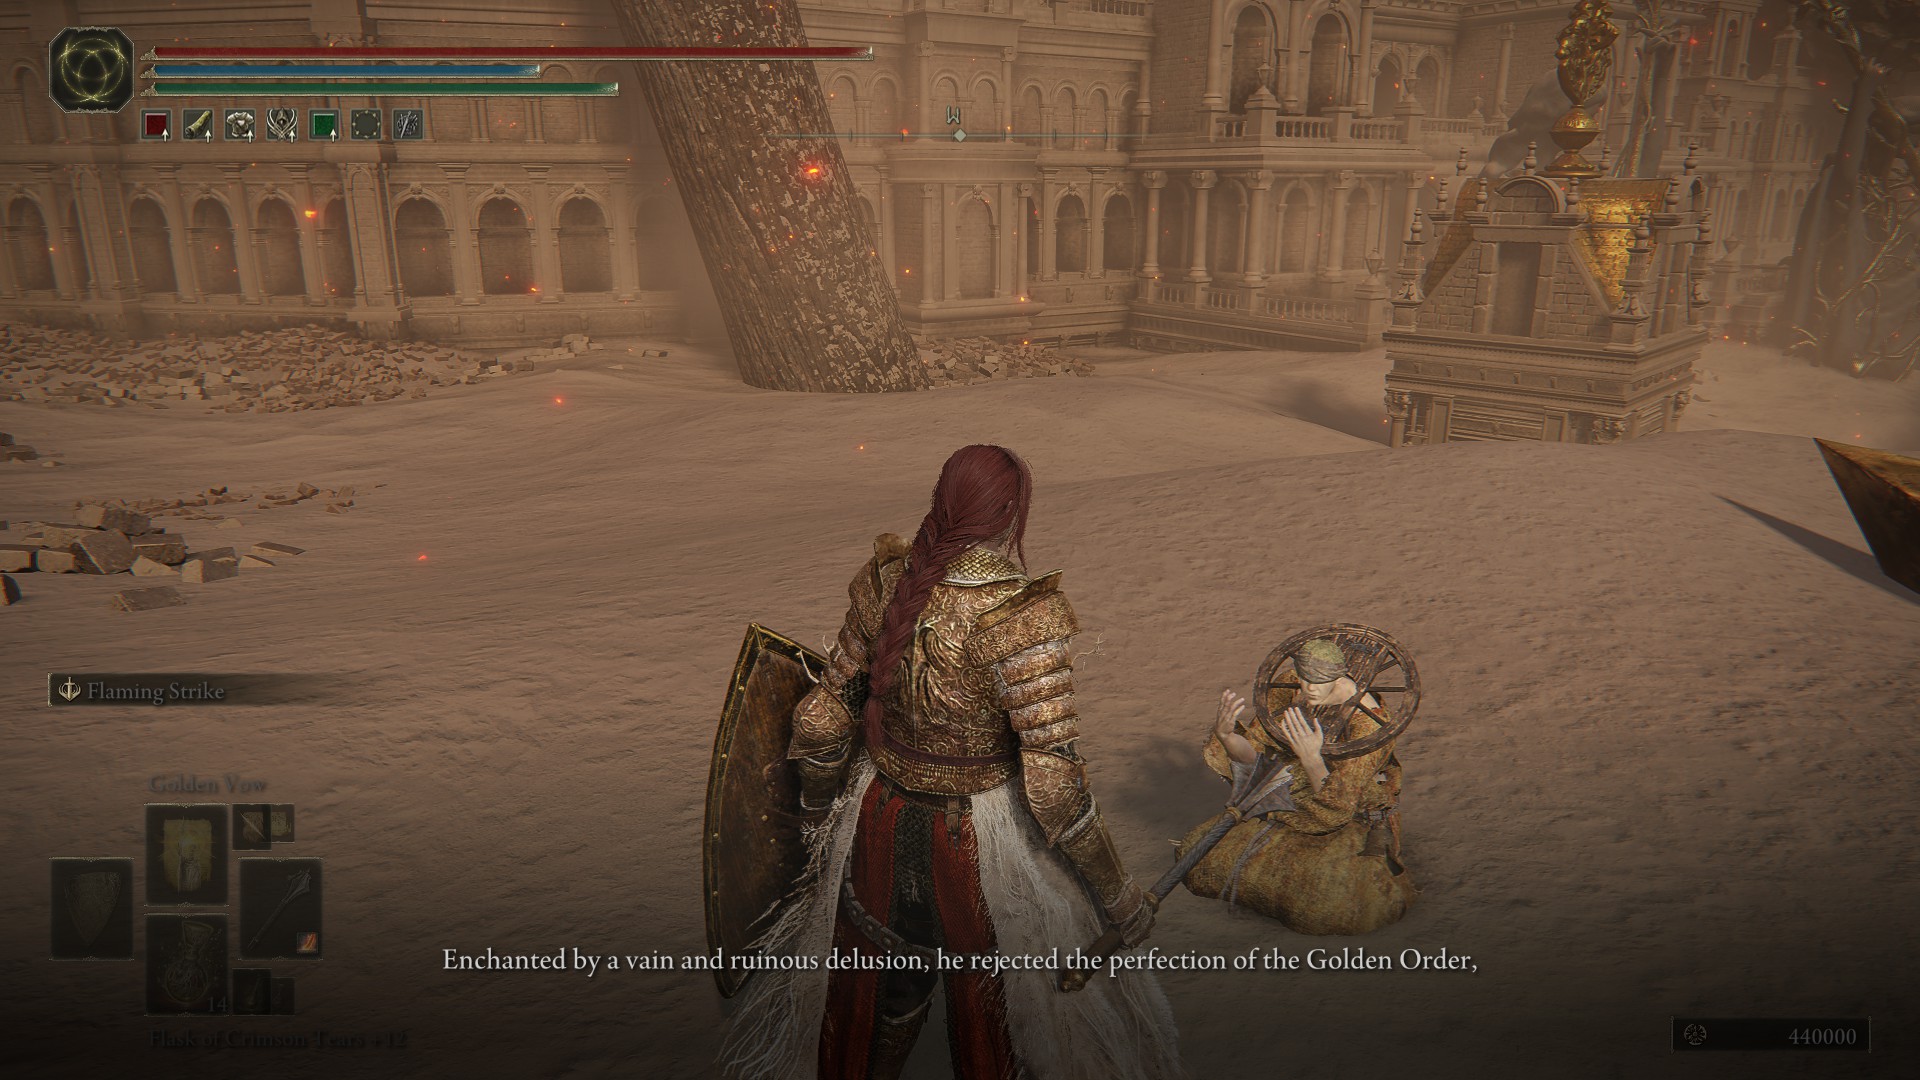 W
Flaming Strike
Golden Vow
14
Flask of Crimson Tears +12
Enchanted by a vain and ruinous delusion, he rejected the perfection of the Golden Order,
440000